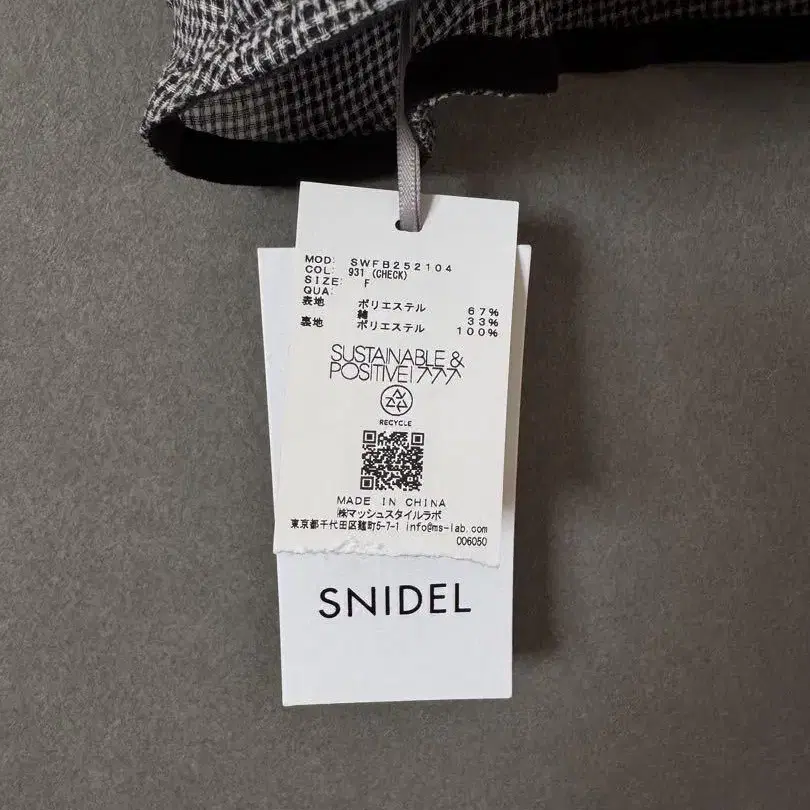 MOD: SWFB252104
COL: 931 (CHECK)
SIZE: F
QUA:
表地 ポリエステル 67%
綿 33%
裏地 ポリエステル 100%
SUSTAINABLE &
POSITIVE!
RECYCLE
MADE IN CHINA
㈱マッシュスタイルラボ
東京都千代田区麹町5-7-1 info@ms-lab.com
006050
SNIDEL